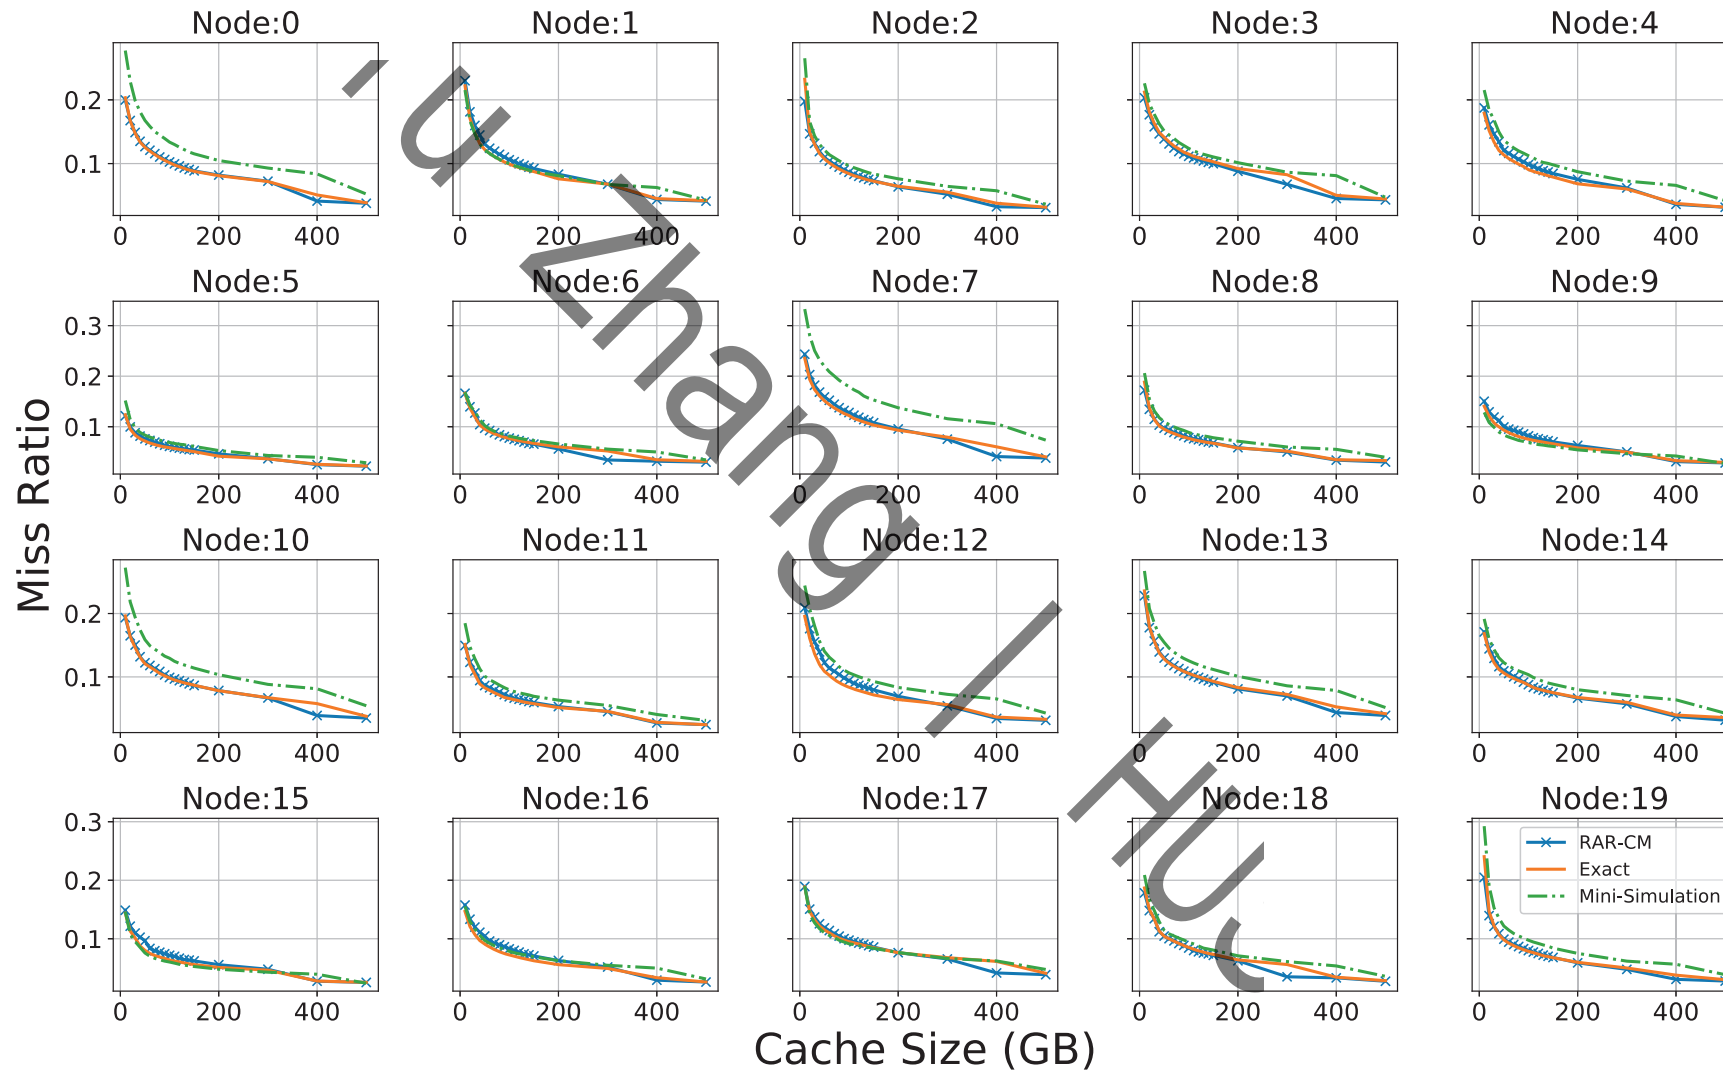 Node:0 Node:1 Node:2 Node:3 Node:4
0.2
0.1
0 200 400 0 200 400 0 200 400 0 200 400 0 200 400
Node:5 Node:6 Node:7 Node:8 Node:9
0.3
0.2
0.1
0 200 400 0 200 400 0 200 400 0 200 400 0 200 400
Node:10 Node:11 Node:12 Node:13 Node:14
0.2
0.1
0 200 400 0 200 400 0 200 400 0 200 400 0 200 400
Node:15 Node:16 Node:17 Node:18 Node:19
0.3
0.2
0.1
0 200 400 0 200 400 0 200 400 0 200 400 0 200 400
RAR-CM
Exact
Mini-Simulation
Miss Ratio
Cache Size (GB)
Zhang